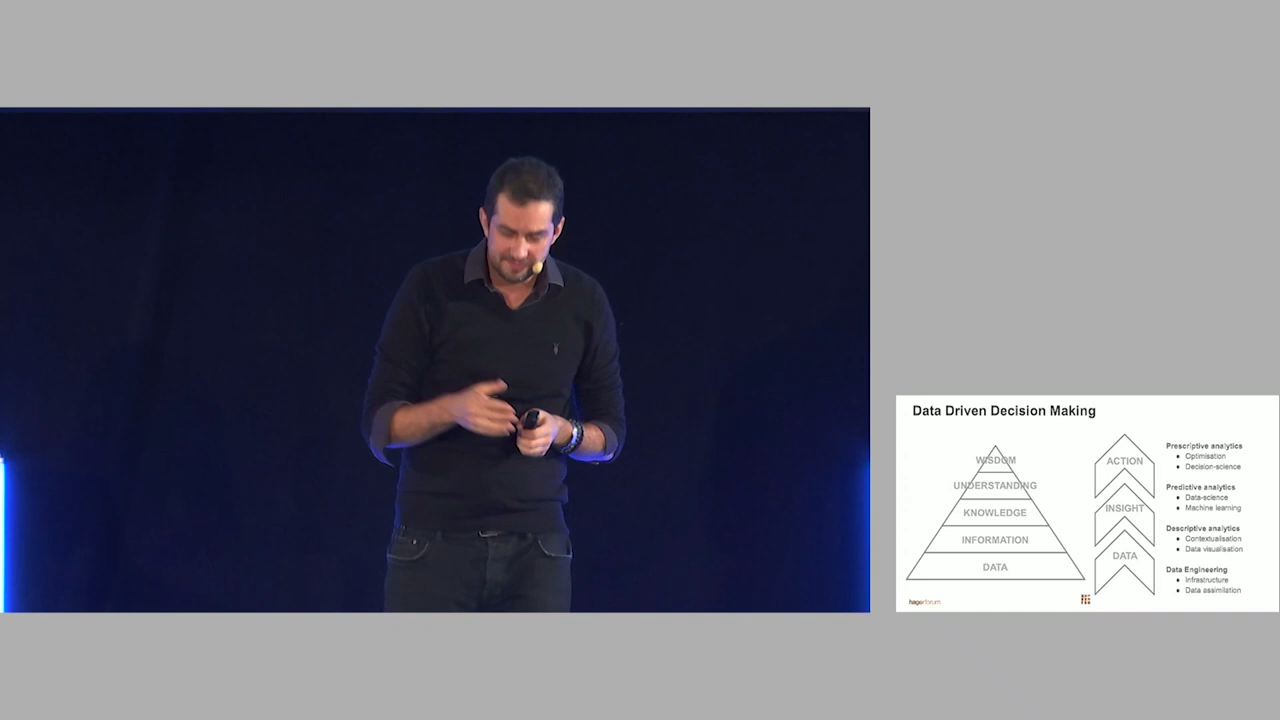 Data Driven Decision Making
WISDOM
UNDERSTANDING
KNOWLEDGE
INFORMATION
DATA
ACTION
INSIGHT
DATA
Prescriptive analytics
• Optimisation
• Decision-science
Predictive analytics
• Data-science
• Machine learning
Descriptive analytics
• Contextualisation
• Data visualisation
Data Engineering
• Infrastructure
• Data assimilation
hagerforum